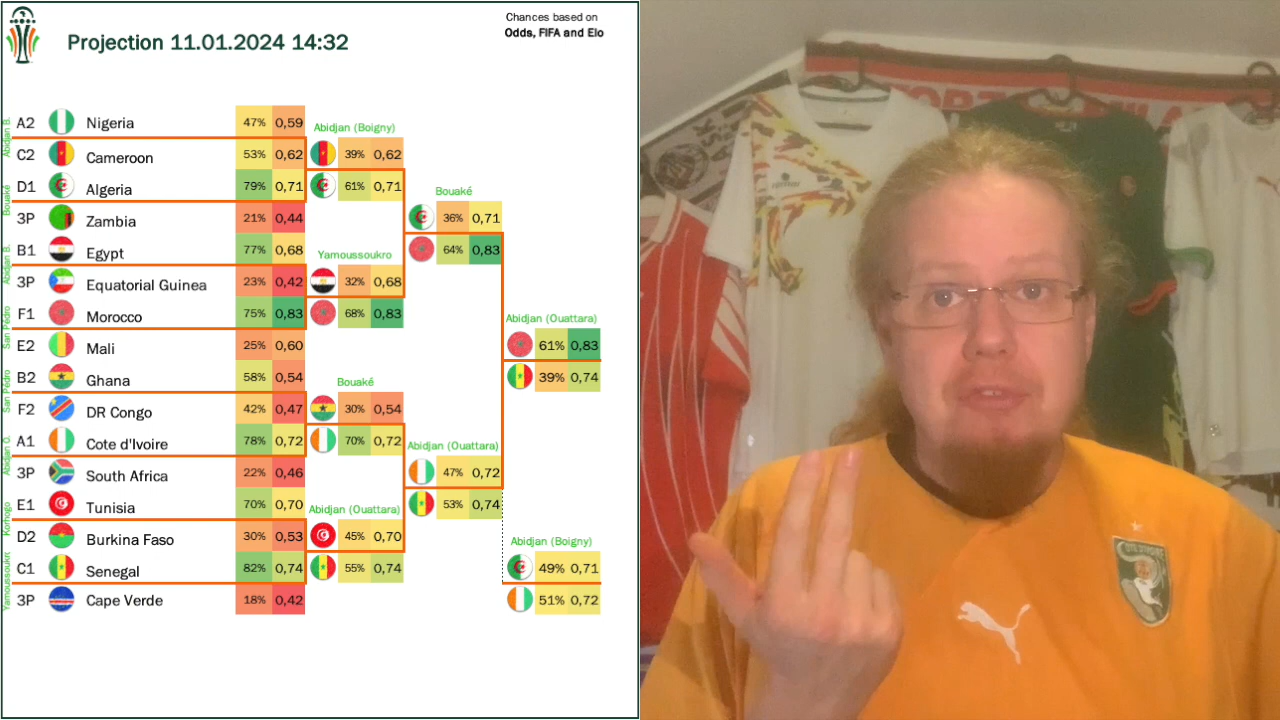 Chances based on
Odds, FIFA and Elo
Projection 11.01.2024 14:32
A2 Nigeria 47% 0,59
Abidjan B.
Abidjan (Boigny)
C2 Cameroon 53% 0,62
39% 0,62
D1 Algeria 79% 0,71
61% 0,71
Bouaké
Bouaké
3P Zambia 21% 0,44
36% 0,71
B1 Egypt 77% 0,68
64% 0,83
Abidjan B.
Yamoussoukro
3P Equatorial Guinea 23% 0,42
32% 0,68
F1 Morocco 75% 0,83
68% 0,83
San Pédro
Abidjan (Ouattara)
E2 Mali 25% 0,60
61% 0,83
B2 Ghana 58% 0,54
39% 0,74
San Pédro
Bouaké
F2 DR Congo 42% 0,47
30% 0,54
A1 Cote d'Ivoire 78% 0,72
70% 0,72
Abidjan O.
Abidjan (Ouattara)
3P South Africa 22% 0,46
47% 0,72
E1 Tunisia 70% 0,70
53% 0,74
Korhogo
Abidjan (Ouattara)
D2 Burkina Faso 30% 0,53
45% 0,70
Abidjan (Boigny)
C1 Senegal 82% 0,74
55% 0,74
49% 0,71
Yamoussoukr
3P Cape Verde 18% 0,42
51% 0,72